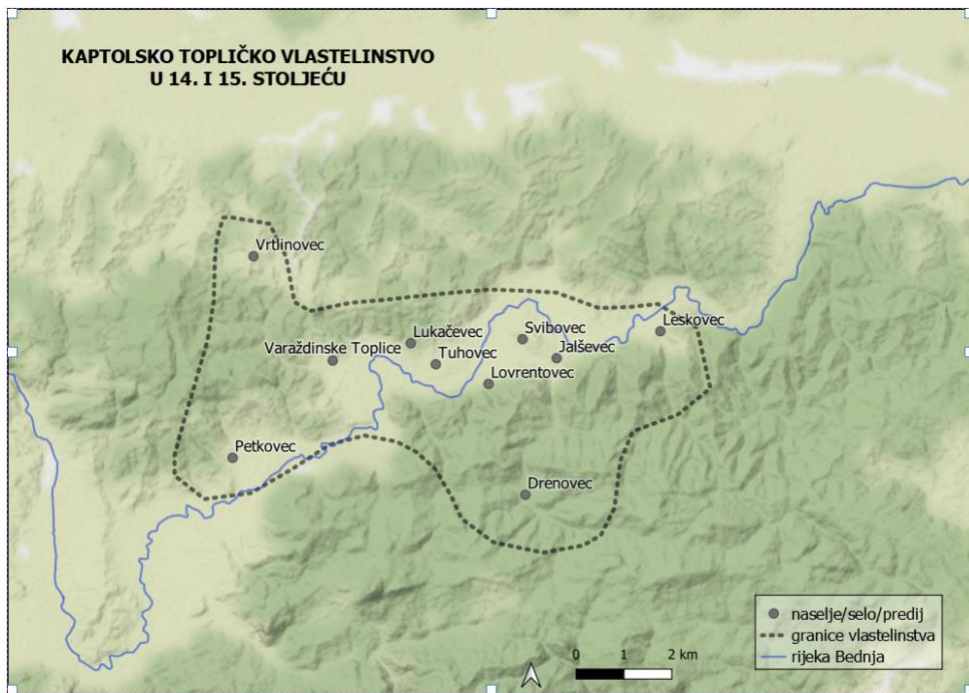 KAPTOLSKO TOPLIČKO VLASTELINSTVO
U 14. I 15. STOLJEĆU
Vrtlinovec
Lukačevec
Svibovec
Leskovec
Varaždinske Toplice
Tuhovec
Jalševec
Lovrentovec
Petkovec
Drenovec
naselje/selo/predij
granice vlastelinstva
rijeka Bednja
0 1 2 km